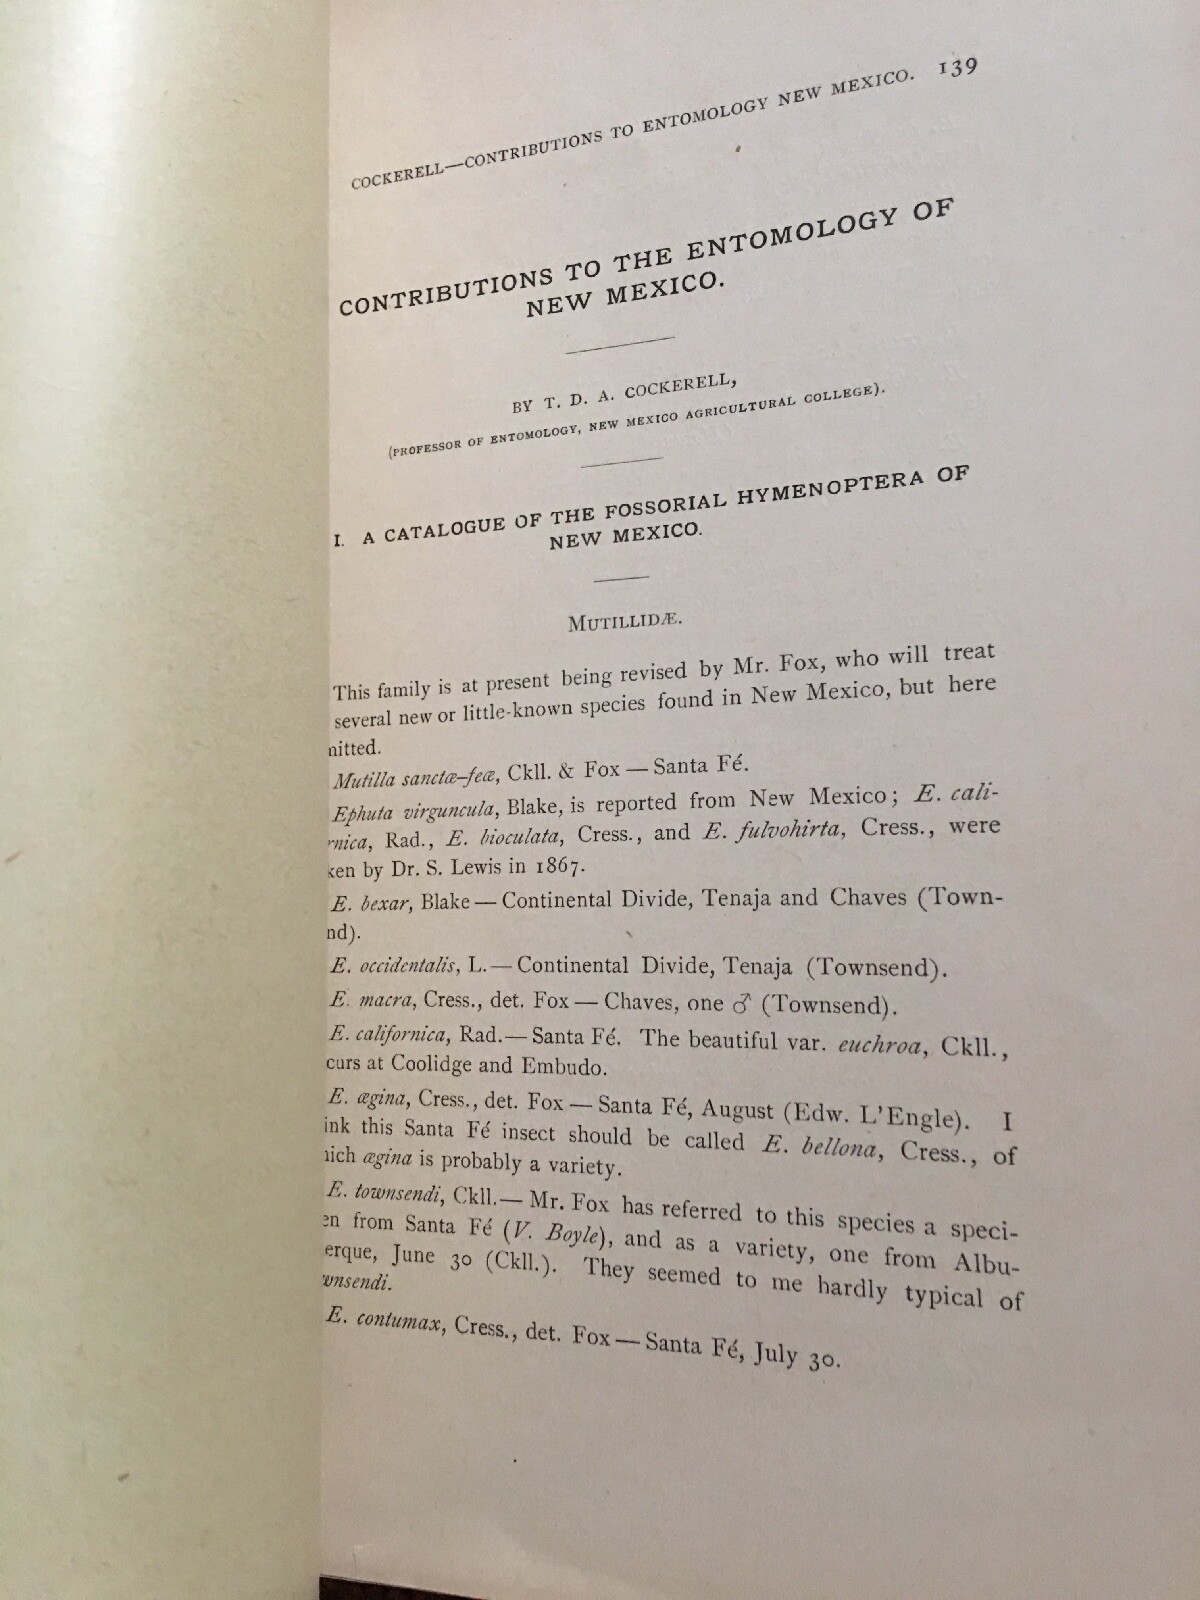 COCKERELL—CONTRIBUTIONS TO ENTOMOLOGY NEW MEXICO. 139
CONTRIBUTIONS TO THE ENTOMOLOGY OF
NEW MEXICO.
BY T. D. A. COCKERELL,
(PROFESSOR OF ENTOMOLOGY, NEW MEXICO AGRICULTURAL COLLEGE).
I. A CATALOGUE OF THE FOSSORIAL HYMENOPTERA OF
NEW MEXICO.
MUTILLIDÆ.
This family is at present being revised by Mr. Fox, who will treat
several new or little-known species found in New Mexico, but here
nitted.
Mutilla sanctæ-feæ, Ckll. & Fox — Santa Fé.
Ephuta virguncula, Blake, is reported from New Mexico; E. cali-
rnica, Rad., E. bioculata, Cress., and E. fulvohirta, Cress., were
ken by Dr. S. Lewis in 1867.
E. bexar, Blake — Continental Divide, Tenaja and Chaves (Town-
nd).
E. occidentalis, L.— Continental Divide, Tenaja (Townsend).
E. macra, Cress., det. Fox — Chaves, one ♂ (Townsend).
E. californica, Rad.— Santa Fé. The beautiful var. euchroa, Ckll.,
curs at Coolidge and Embudo.
E. ægina, Cress., det. Fox — Santa Fé, August (Edw. L'Engle). I
ink this Santa Fé insect should be called E. bellona, Cress., of
hich ægina is probably a variety.
E. townsendi, Ckll.— Mr. Fox has referred to this species a speci-
en from Santa Fé (V. Boyle), and as a variety, one from Albu-
erque, June 30 (Ckll.). They seemed to me hardly typical of
wnsendi.
E. contumax, Cress., det. Fox — Santa Fé, July 30.